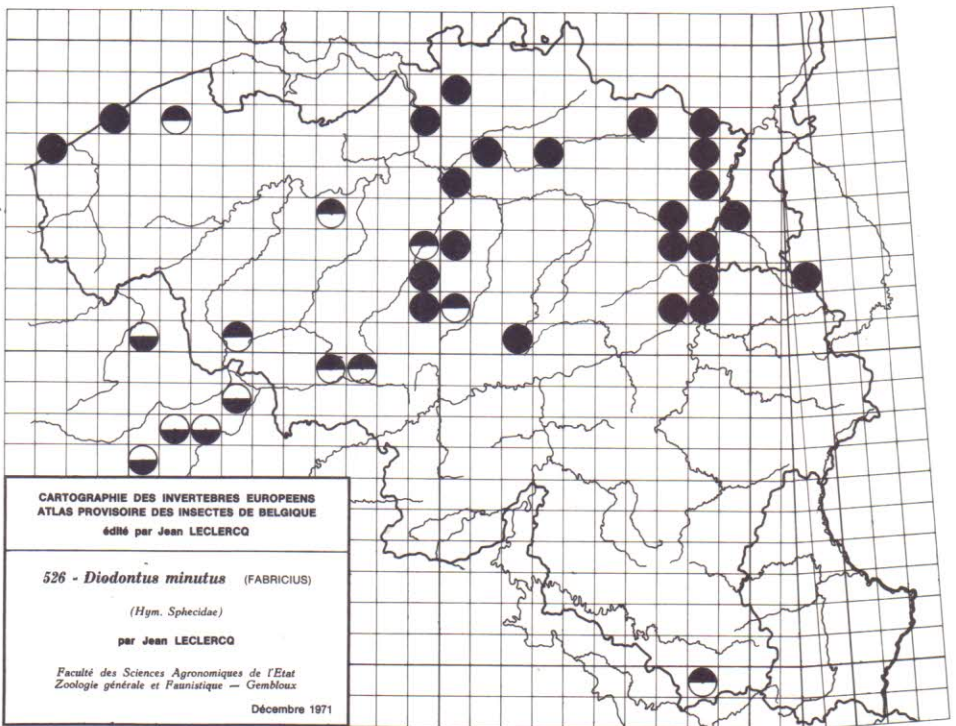 CARTOGRAPHIE DES INVERTEBRES EUROPEENS
ATLAS PROVISOIRE DES INSECTES DE BELGIQUE
édité par Jean LECLERCQ
526 - Diodontus minutus (FABRICIUS)
(Hym. Sphecidae)
par Jean LECLERCQ
Faculté des Sciences Agronomiques de l'Etat
Zoologie générale et Faunistique — Gembloux
Décembre 1971